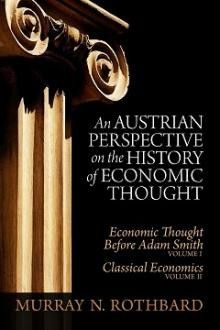 An AUSTRIAN
PERSPECTIVE
on the HISTORY
of ECONOMIC
THOUGHT
Economic Thought
Before Adam Smith
VOLUME I
Classical Economics
VOLUME II
MURRAY N. ROTHBARD